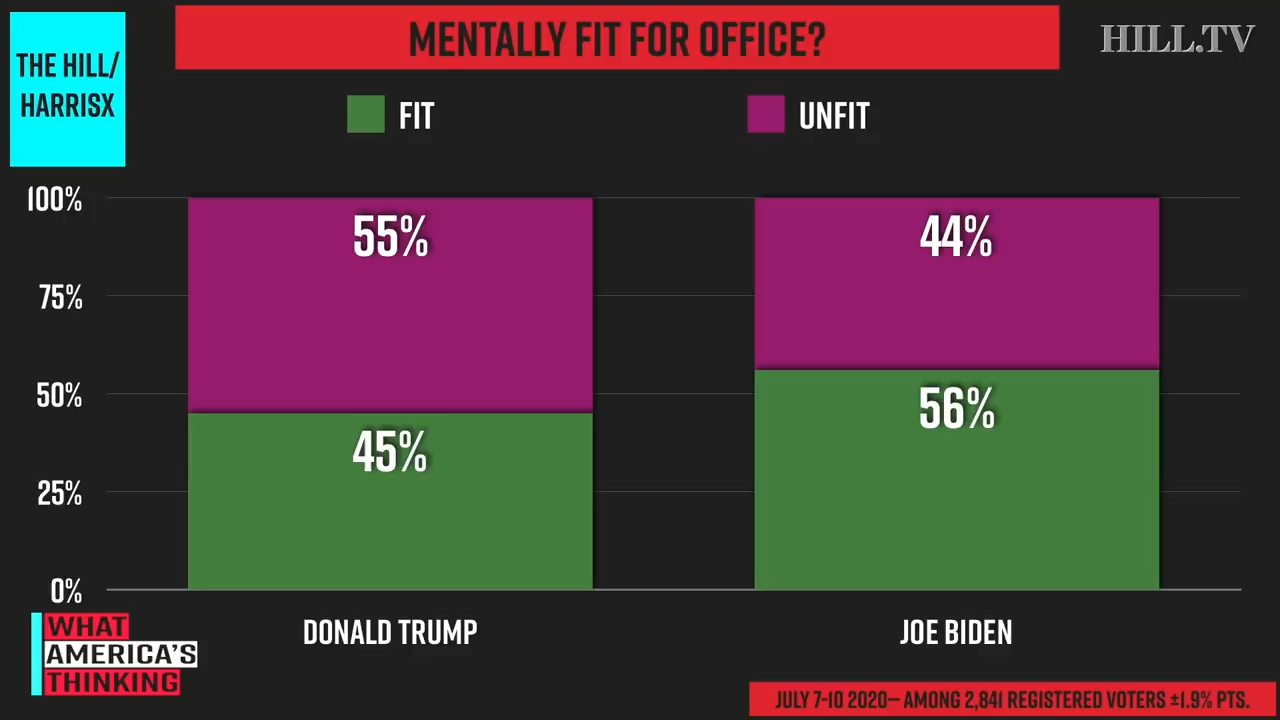 THE HILL/
HARRISX
MENTALLY FIT FOR OFFICE?
HILL.TV
FIT
UNFIT
100%
75%
50%
25%
0%
55%
45%
44%
56%
DONALD TRUMP
JOE BIDEN
WHAT
AMERICA'S
THINKING
JULY 7-10 2020— AMONG 2,841 REGISTERED VOTERS ±1.9% PTS.